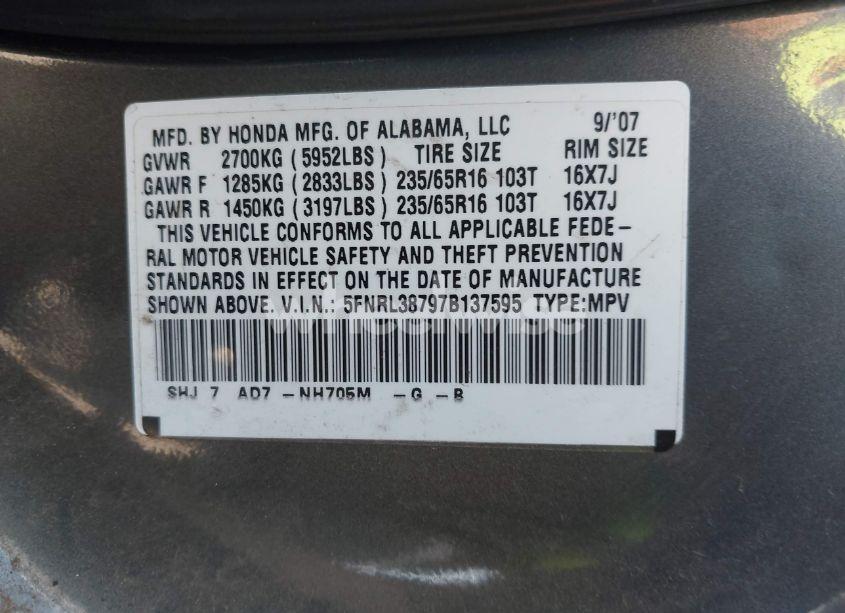 MFD. BY HONDA MFG. OF ALABAMA, LLC 9/'07
GVWR 2700KG ( 5952LBS ) TIRE SIZE RIM SIZE
GAWR F 1285KG ( 2833LBS ) 235/65R16 103T 16X7J
GAWR R 1450KG ( 3197LBS ) 235/65R16 103T 16X7J
THIS VEHICLE CONFORMS TO ALL APPLICABLE FEDE–
RAL MOTOR VEHICLE SAFETY AND THEFT PREVENTION
STANDARDS IN EFFECT ON THE DATE OF MANUFACTURE
SHOWN ABOVE. V.I.N.: 5FNRL38797B137595 TYPE:MPV
SHJ 7 AD7 –NH705M –G –B